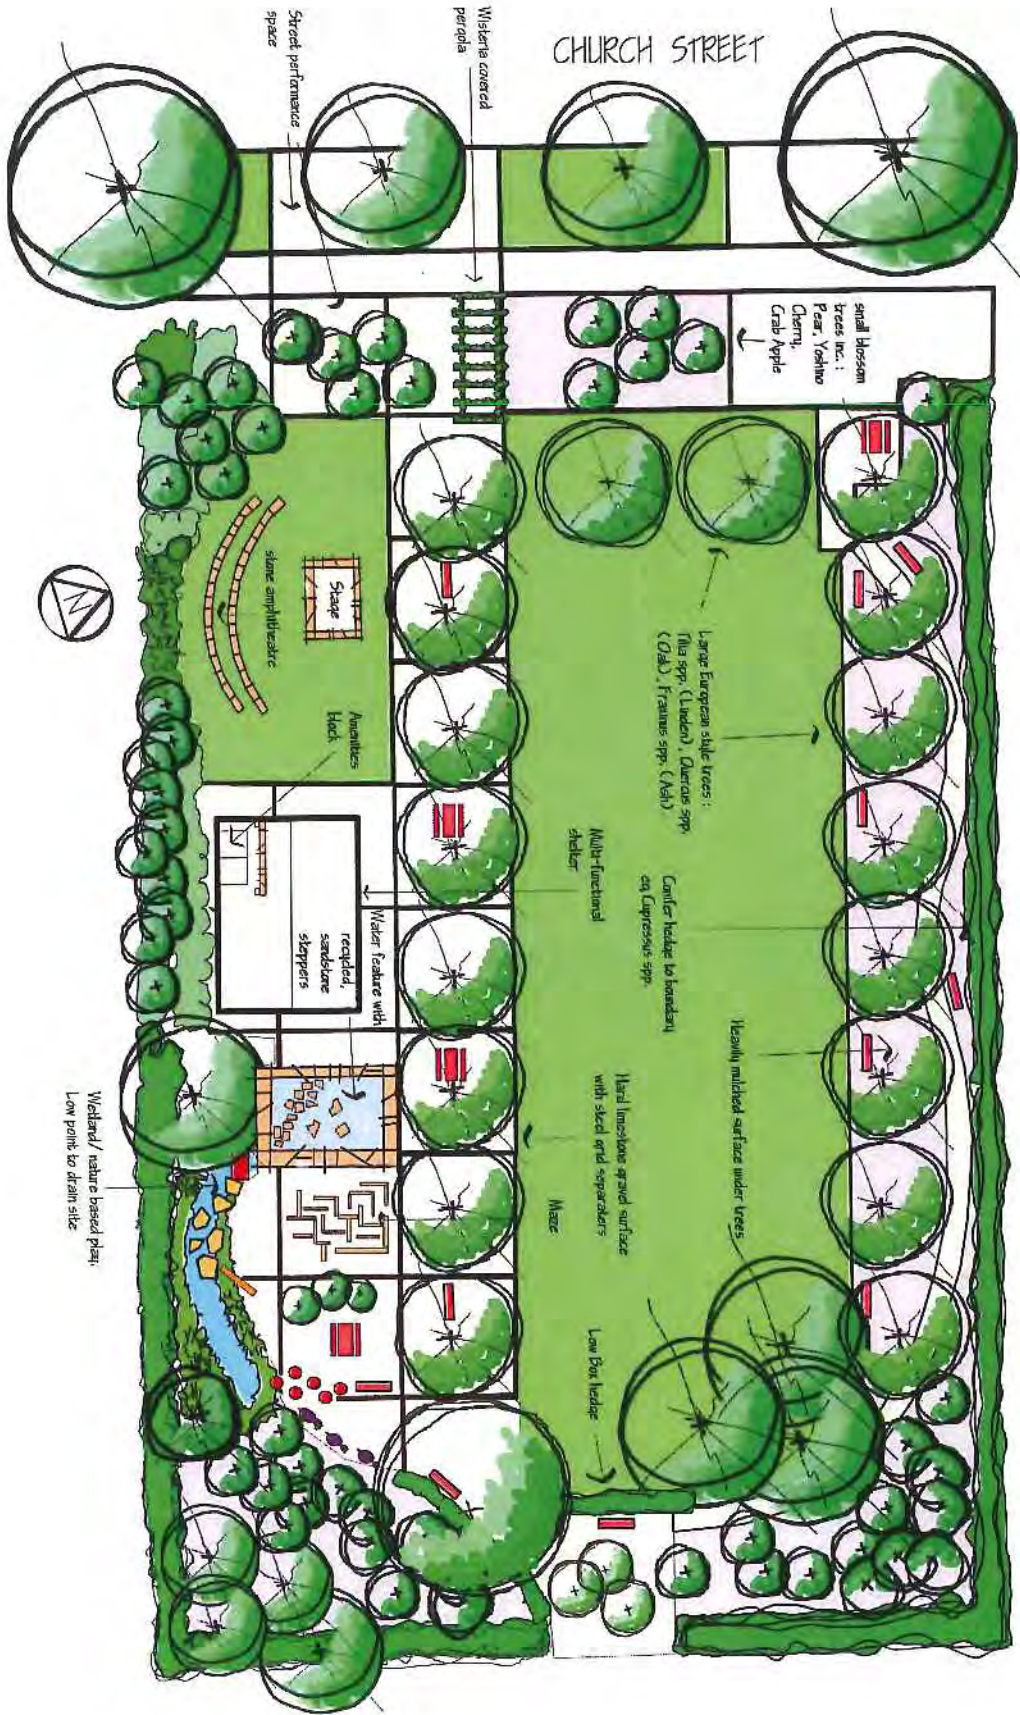 CHURCH STREET
Wisteria covered
pergola
Street performance
space
small blossom
trees inc. :
Pear, Yoshino
Cherry,
Crab Apple
Large European style trees :
Tilia spp. (Linden), Quercus spp.
(Oak), Fraxinus spp. (Ash)
Stage
stone amphitheatre
N
Amenities
block
Multi-functional
shelter
Conifer hedge to boundary
eg Cupressus spp.
Water feature with
recycled,
sandstone
steppers
Heavily mulched surface under trees
Hard limestone gravel surface
with steel grid separaters
Maze
Wetland/ nature based play.
Low point to drain site
Low Box hedge